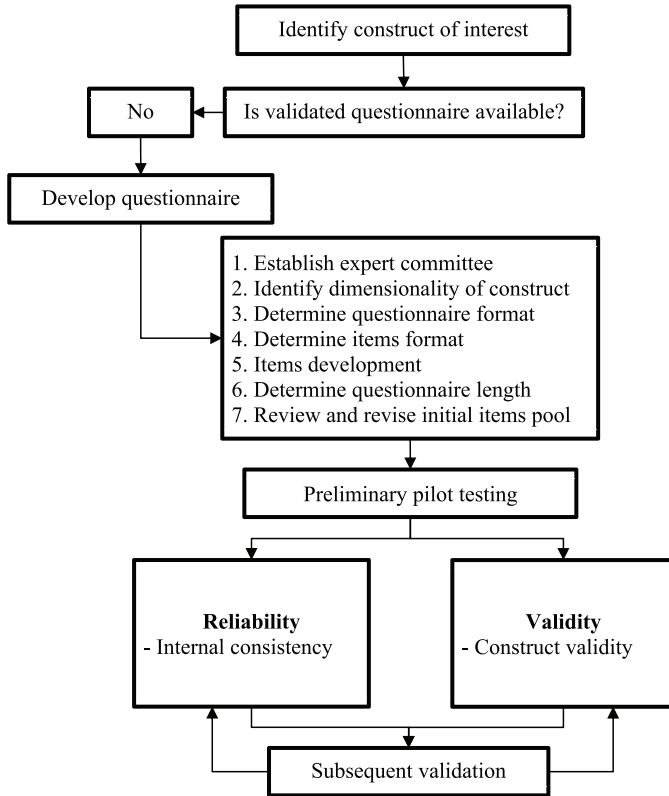 Identify construct of interest
Is validated questionnaire available?
No
Develop questionnaire
1. Establish expert committee
2. Identify dimensionality of construct
3. Determine questionnaire format
4. Determine items format
5. Items development
6. Determine questionnaire length
7. Review and revise initial items pool
Preliminary pilot testing
Reliability
- Internal consistency
Validity
- Construct validity
Subsequent validation